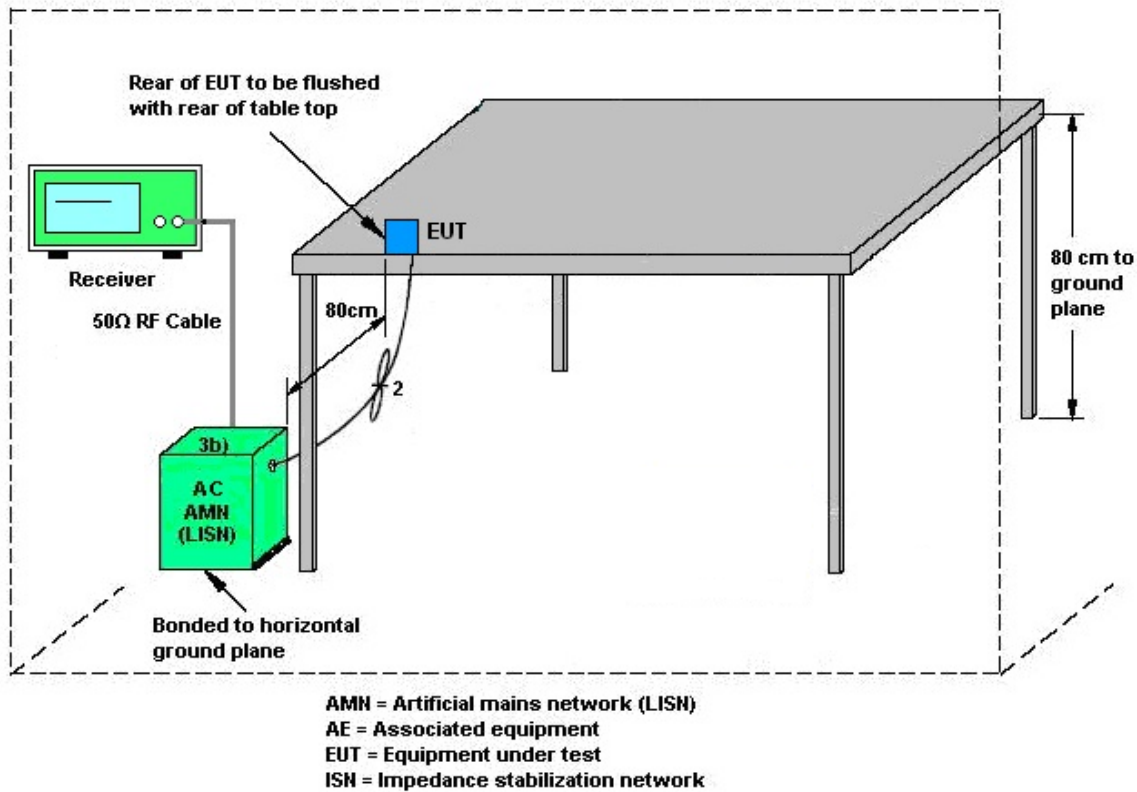 Rear of EUT to be flushed
with rear of table top
EUT
Receiver
50Ω RF Cable
80cm
2
80 cm to
ground
plane
3b)
AC
AMN
(LISN)
Bonded to horizontal
ground plane
AMN = Artificial mains network (LISN)
AE = Associated equipment
EUT = Equipment under test
ISN = Impedance stabilization network